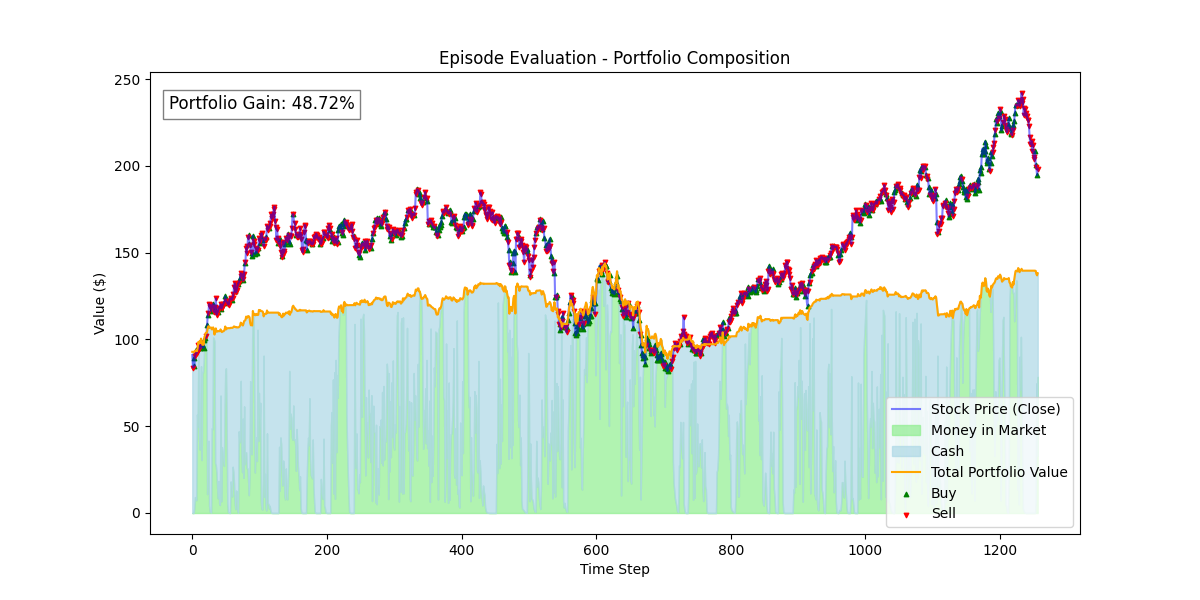 Episode Evaluation - Portfolio Composition
Portfolio Gain: 48.72%
Value ($)
250
200
150
100
50
0
0 200 400 600 800 1000 1200
Time Step
Stock Price (Close)
Money in Market
Cash
Total Portfolio Value
Buy
Sell